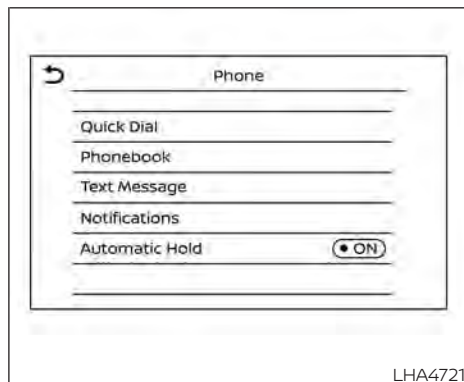 Phone
Quick Dial
Phonebook
Text Message
Notifications
Automatic Hold ON
LHA4721